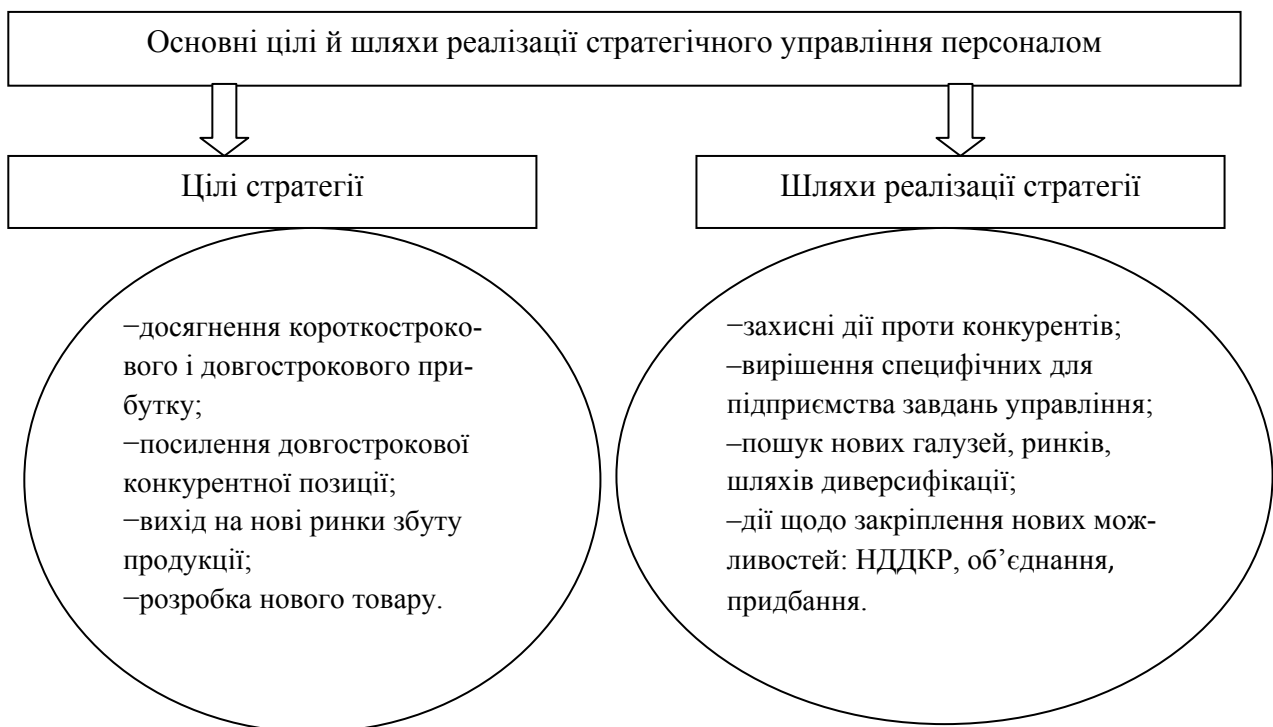 Основні цілі й шляхи реалізації стратегічного управління персоналом
Цілі стратегії
−досягнення короткостроко-
вого і довгострокового при-
бутку;
−посилення довгострокової
конкурентної позиції;
−вихід на нові ринки збуту
продукції;
−розробка нового товару.
Шляхи реалізації стратегії
−захисні дії проти конкурентів;
–вирішення специфічних для
підприємства завдань управління;
–пошук нових галузей, ринків,
шляхів диверсифікації;
–дії щодо закріплення нових мож-
ливостей: НДДКР, об’єднання,
придбання.